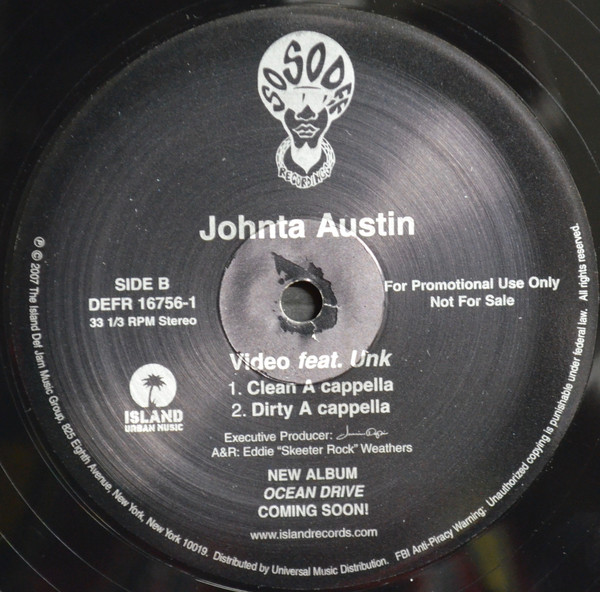 SO SO DEF
RECORDINGS
Johnta Austin
SIDE B
DEFR 16756-1
33 1/3 RPM Stereo
For Promotional Use Only
Not For Sale
Video feat. Unk
1. Clean A cappella
2. Dirty A cappella
ISLAND
URBAN MUSIC
Executive Producer:
A&R: Eddie "Skeeter Rock" Weathers
NEW ALBUM
OCEAN DRIVE
COMING SOON!
www.islandrecords.com
℗ © 2007 The Island Def Jam Music Group, 825 Eighth Avenue, New York, New York 10019. Distributed by Universal Music Distribution. FBI Anti-Piracy Warning: Unauthorized copying is punishable under federal law. All rights reserved.